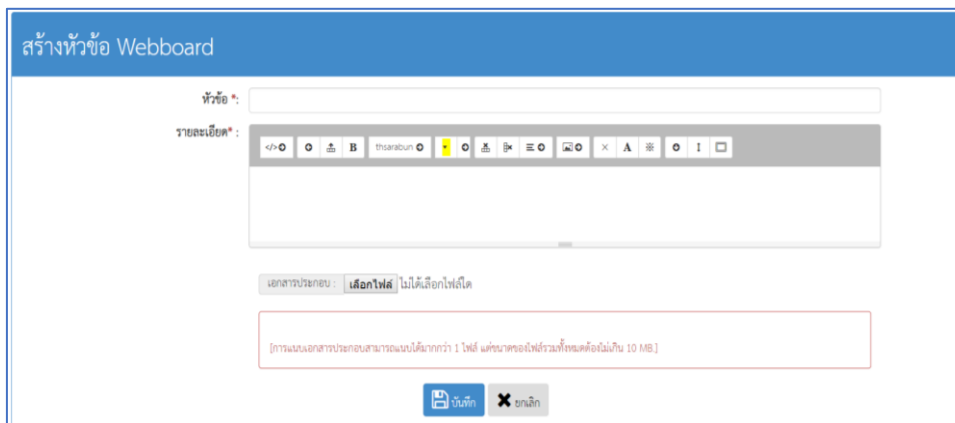 สร้างหัวข้อ Webboard
หัวข้อ *:
รายละเอียด* :
</> B thsarabun A I
เอกสารประกอบ : เลือกไฟล์ ไม่ได้เลือกไฟล์ใด
[การแนบเอกสารประกอบสามารถแนบได้มากกว่า 1 ไฟล์ แต่ขนาดของไฟล์รวมทั้งหมดต้องไม่เกิน 10 MB.]
บันทึก ยกเลิก